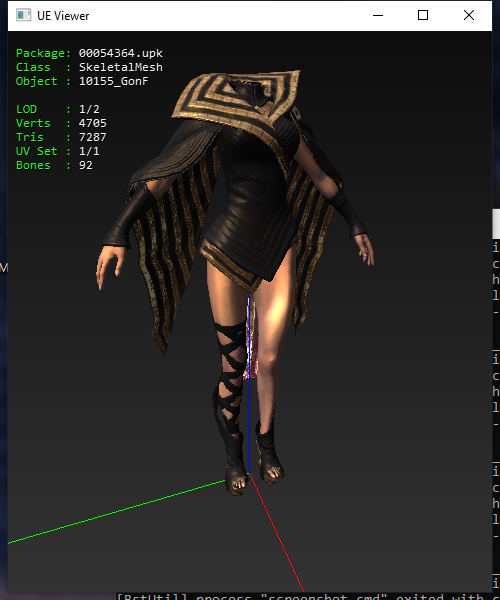 UE Viewer
Package: 00054364.upk
Class : SkeletalMesh
Object : 10155_GonF
LOD : 1/2
Verts : 4705
Tris : 7287
UV Set : 1/1
Bones : 92
M
i
c
h
l
-
i
c
h
l
-
i
c
h
l
-
i
process "screenshot.cmd" exited with c